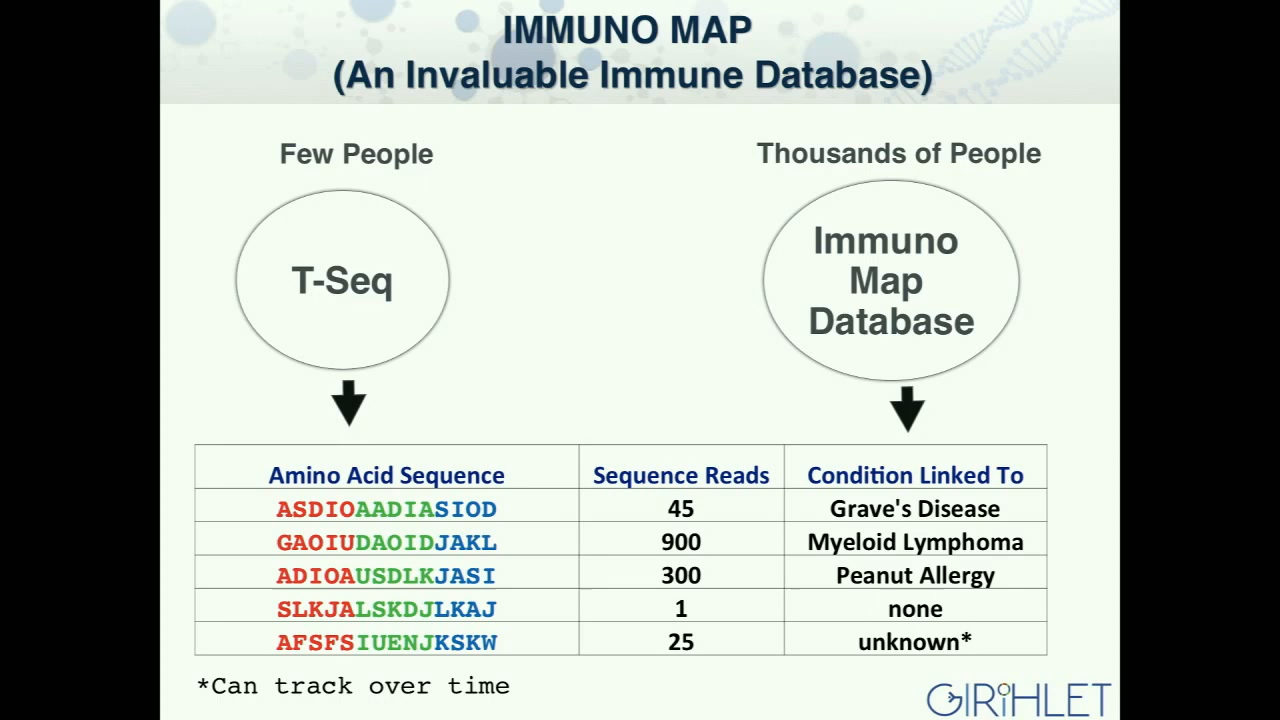 IMMUNO MAP
(An Invaluable Immune Database)
Few People
Thousands of People
T-Seq
Immuno
Map
Database
Amino Acid Sequence Sequence Reads Condition Linked To
ASDIOAADIASIOD 45 Grave's Disease
GAOIUDAOIDJAKL 900 Myeloid Lymphoma
ADIOAUSDLKJASI 300 Peanut Allergy
SLKJALSKDJLKAJ 1 none
AFSFSIUENJKSKW 25 unknown*
*Can track over time
GIRiHLET